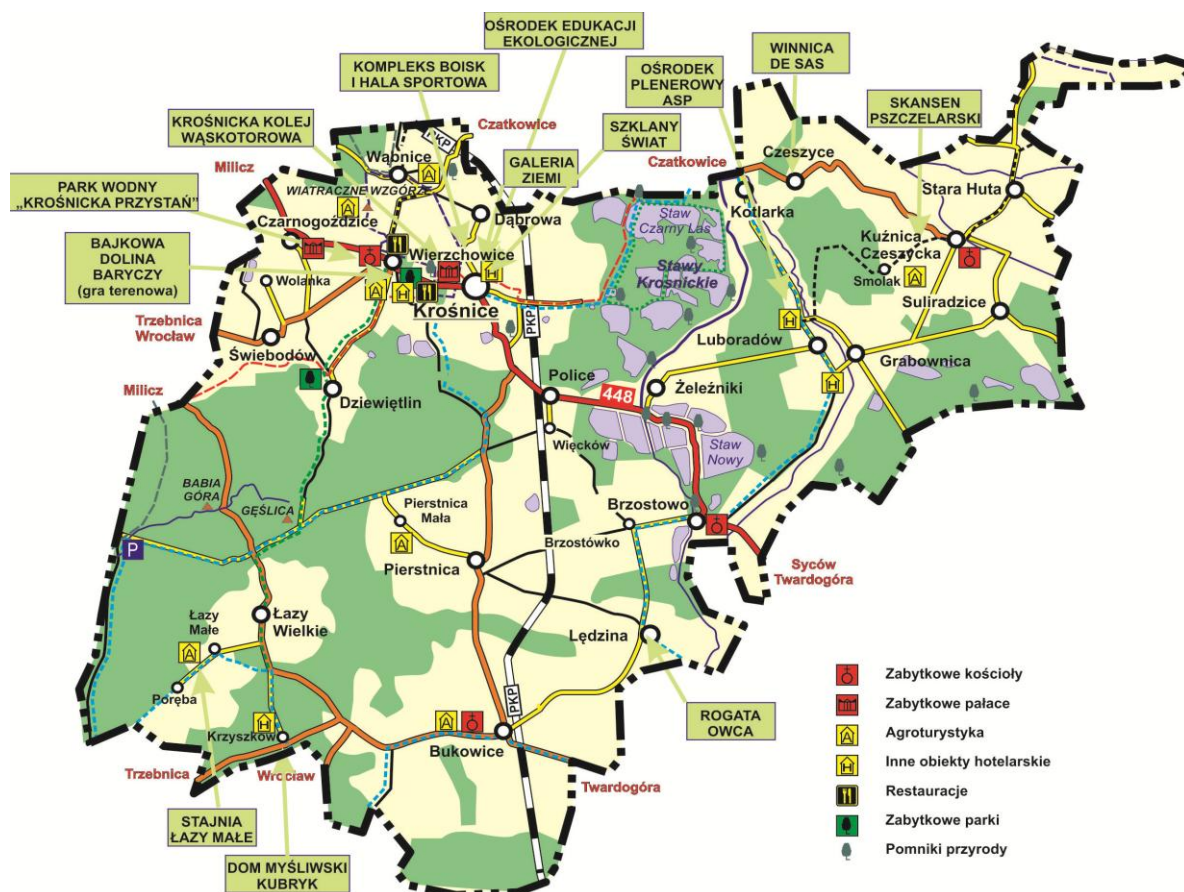 OŚRODEK EDUKACJI
EKOLOGICZNEJ
KOMPLEKS BOISK
I HALA SPORTOWA
OŚRODEK
PLENEROWY
ASP
WINNICA
DE SAS
SKANSEN
PSZCZELARSKI
KROŚNICKA KOLEJ
WĄSKOTOROWA
SZKLANY
ŚWIAT
GALERIA
ZIEMI
PARK WODNY
„KROŚNICKA PRZYSTAŃ”
BAJKOWA
DOLINA
BARYCZY
(gra terenowa)
Czatkowice
PKP
Wąbnice
Milicz
WIATRACZNE WZGÓRZE
Czarnogoździce
Dąbrowa
Wierzchowice
Wolanka
Krośnice
Trzebnica
Wrocław
Świebodów
Milicz
Dziewiętlin
Czatkowice
Kotlarka
Czeszyce
Stara Huta
Staw
Czarny Las
Stawy
Krośnickie
Kuźnica
Czeszycka
Smolak
Suliradzice
PKP
Luboradów
Grabownica
Police
448
Żeleźniki
Więcków
Staw
Nowy
BABIA
GÓRA
GĘŚLICA
Pierstnica
Mała
Brzostowo
Brzostówko
P
Pierstnica
Syców
Twardogóra
Łazy
Małe
Łazy
Wielkie
Lędzina
Poręba
Krzyszków
PKP
Bukowice
Trzebnica
Wrocław
Twardogóra
ROGATA
OWCA
STAJNIA
ŁAZY MAŁE
DOM MYŚLIWSKI
KUBRYK
Zabytkowe kościoły
Zabytkowe pałace
A Agroturystyka
H Inne obiekty hotelarskie
Restauracje
Zabytkowe parki
Pomniki przyrody